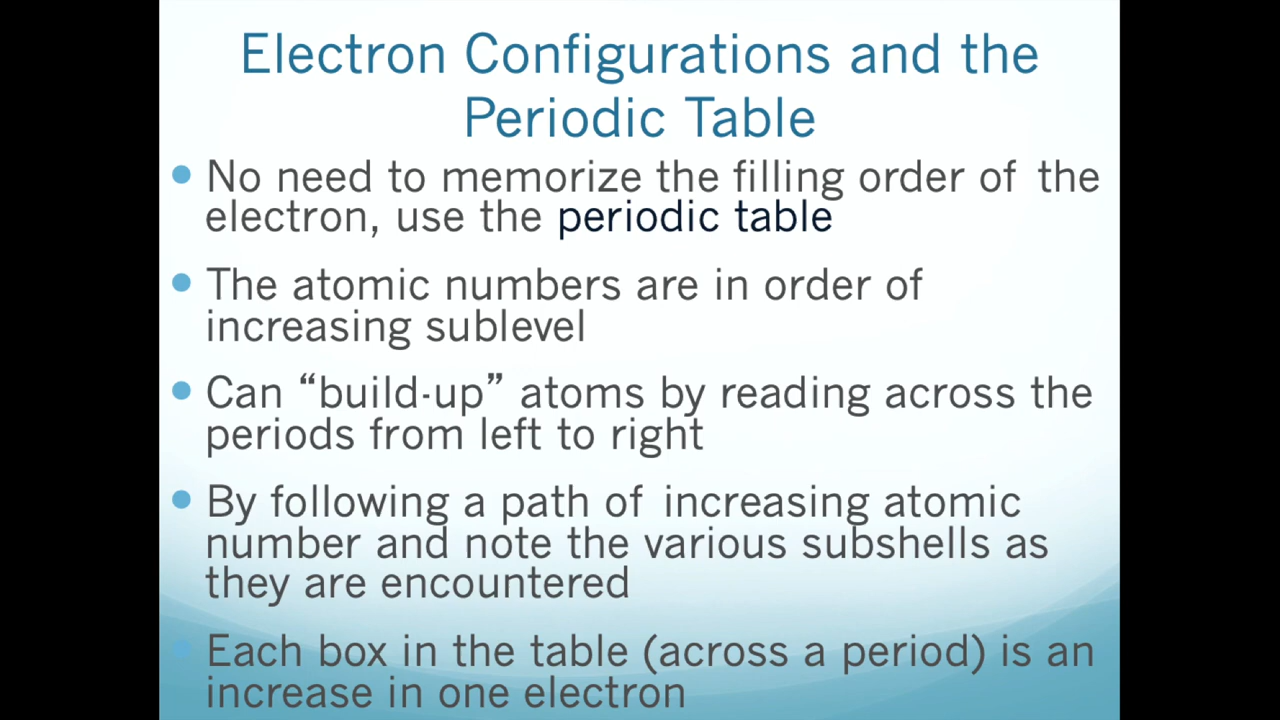 Electron Configurations and the
Periodic Table
• No need to memorize the filling order of the
electron, use the periodic table
• The atomic numbers are in order of
increasing sublevel
• Can “build-up” atoms by reading across the
periods from left to right
• By following a path of increasing atomic
number and note the various subshells as
they are encountered
• Each box in the table (across a period) is an
increase in one electron